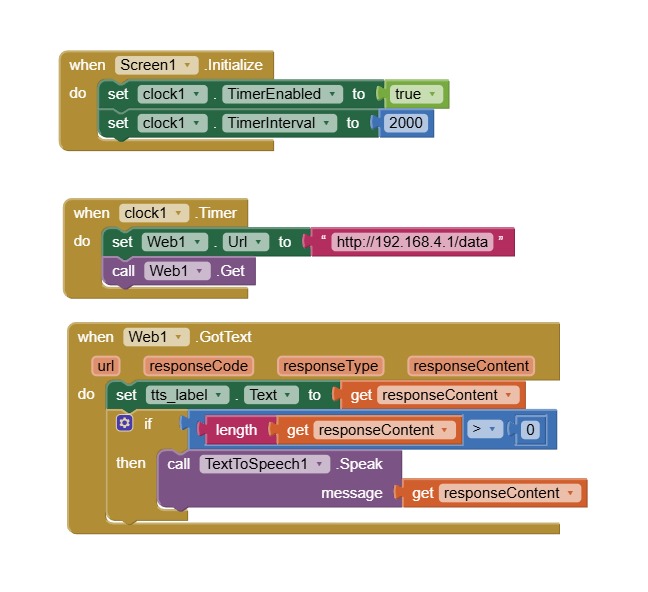 when Screen1 .Initialize
do set clock1 . TimerEnabled to true
set clock1 . TimerInterval to 2000
when clock1 .Timer
do set Web1 . Url to “ http://192.168.4.1/data ”
call Web1 .Get
when Web1 .GotText
url responseCode responseType responseContent
do set tts_label . Text to get responseContent
if length get responseContent > 0
then call TextToSpeech1 .Speak
message get responseContent